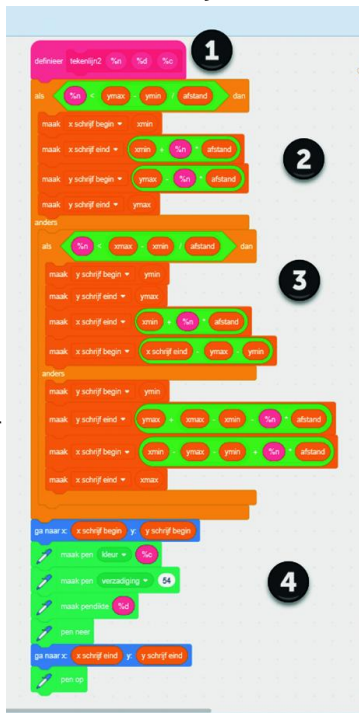 definieer tekenlijn2 %n %d %c
1
als %n < ymax - ymin / afstand dan
maak x schrijf begin xmin
maak x schrijf eind xmin + %n * afstand
2
maak y schrijf begin ymax - %n * afstand
maak y schrijf eind ymax
anders
als %n < xmax - xmin / afstand dan
maak y schrijf begin ymin
3
maak y schrijf eind ymax
maak x schrijf eind xmin + %n * afstand
maak x schrijf begin x schrijf eind - ymax - ymin
anders
maak y schrijf begin ymin
maak y schrijf eind ymax + xmax - xmin - %n * afstand
maak x schrijf begin xmin - ymax - ymin + %n * afstand
maak x schrijf eind xmax
ga naar x: x schrijf begin y: y schrijf begin
maak pen kleur %c
maak pen verzadiging 54
4
maak pendikte %d
pen neer
ga naar x: x schrijf eind y: y schrijf eind
pen op